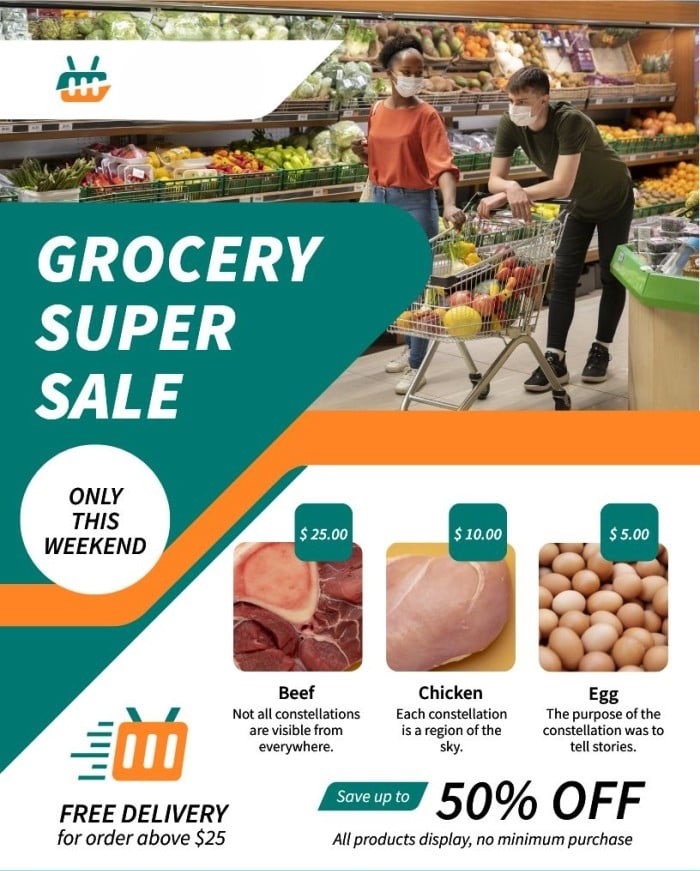 GROCERY
SUPER
SALE
ONLY
THIS
WEEKEND
$ 25.00
$ 10.00
$ 5.00
Beef
Not all constellations
are visible from
everywhere.
Chicken
Each constellation
is a region of the
sky.
Egg
The purpose of the
constellation was to
tell stories.
FREE DELIVERY
for order above $25
Save up to
50% OFF
All products display, no minimum purchase